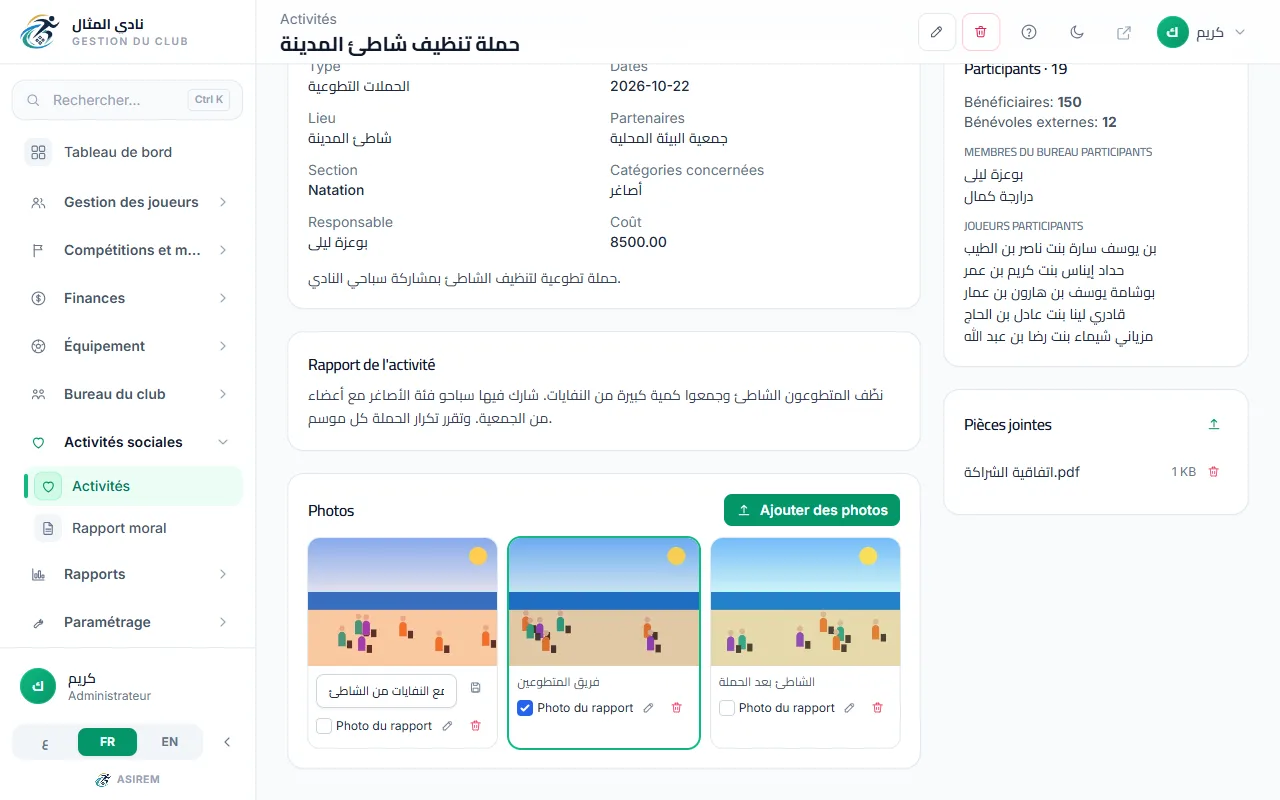 نادي المثال
GESTION DU CLUB
Rechercher...
Ctrl K
Tableau de bord
Gestion des joueurs
Compétitions et m...
Finances
Équipement
Bureau du club
Activités sociales
Activités
Rapport moral
Rapports
Paramétrage
ك
كريم
Administrateur
ع
FR
EN
ASIREM
Activités
حملة تنظيف شاطئ المدينة
ك
كريم
Type
الحملات التطوعية
Dates
2026-10-22
Lieu
شاطئ المدينة
Partenaires
جمعية البيئة المحلية
Section
Natation
Catégories concernées
أصاغر
Responsable
بوعزة ليلى
Coût
8500.00
حملة تطوعية لتنظيف الشاطئ بمشاركة سباحي النادي.
Rapport de l'activité
نظّف المتطوعون الشاطئ وجمعوا كمية كبيرة من النفايات. شارك فيها سباحو فئة الأصاغر مع أعضاء
من الجمعية. وتقرر تكرار الحملة كل موسم.
Photos
Ajouter des photos
مع النفايات من الشاطئ
Photo du rapport
فريق المتطوعين
Photo du rapport
الشاطئ بعد الحملة
Photo du rapport
Participants · 19
Bénéficiaires: 150
Bénévoles externes: 12
MEMBRES DU BUREAU PARTICIPANTS
بوعزة ليلى
درارجة كمال
JOUEURS PARTICIPANTS
بن يوسف سارة بنت ناصر بن الطيب
حداد إيناس بنت كريم بن عمر
بوشامة يوسف بن هارون بن عمار
قادري لينا بنت عادل بن الحاج
مزياني شيماء بنت رضا بن عبد الله
Pièces jointes
اتفاقية الشراكة.pdf
1 KB